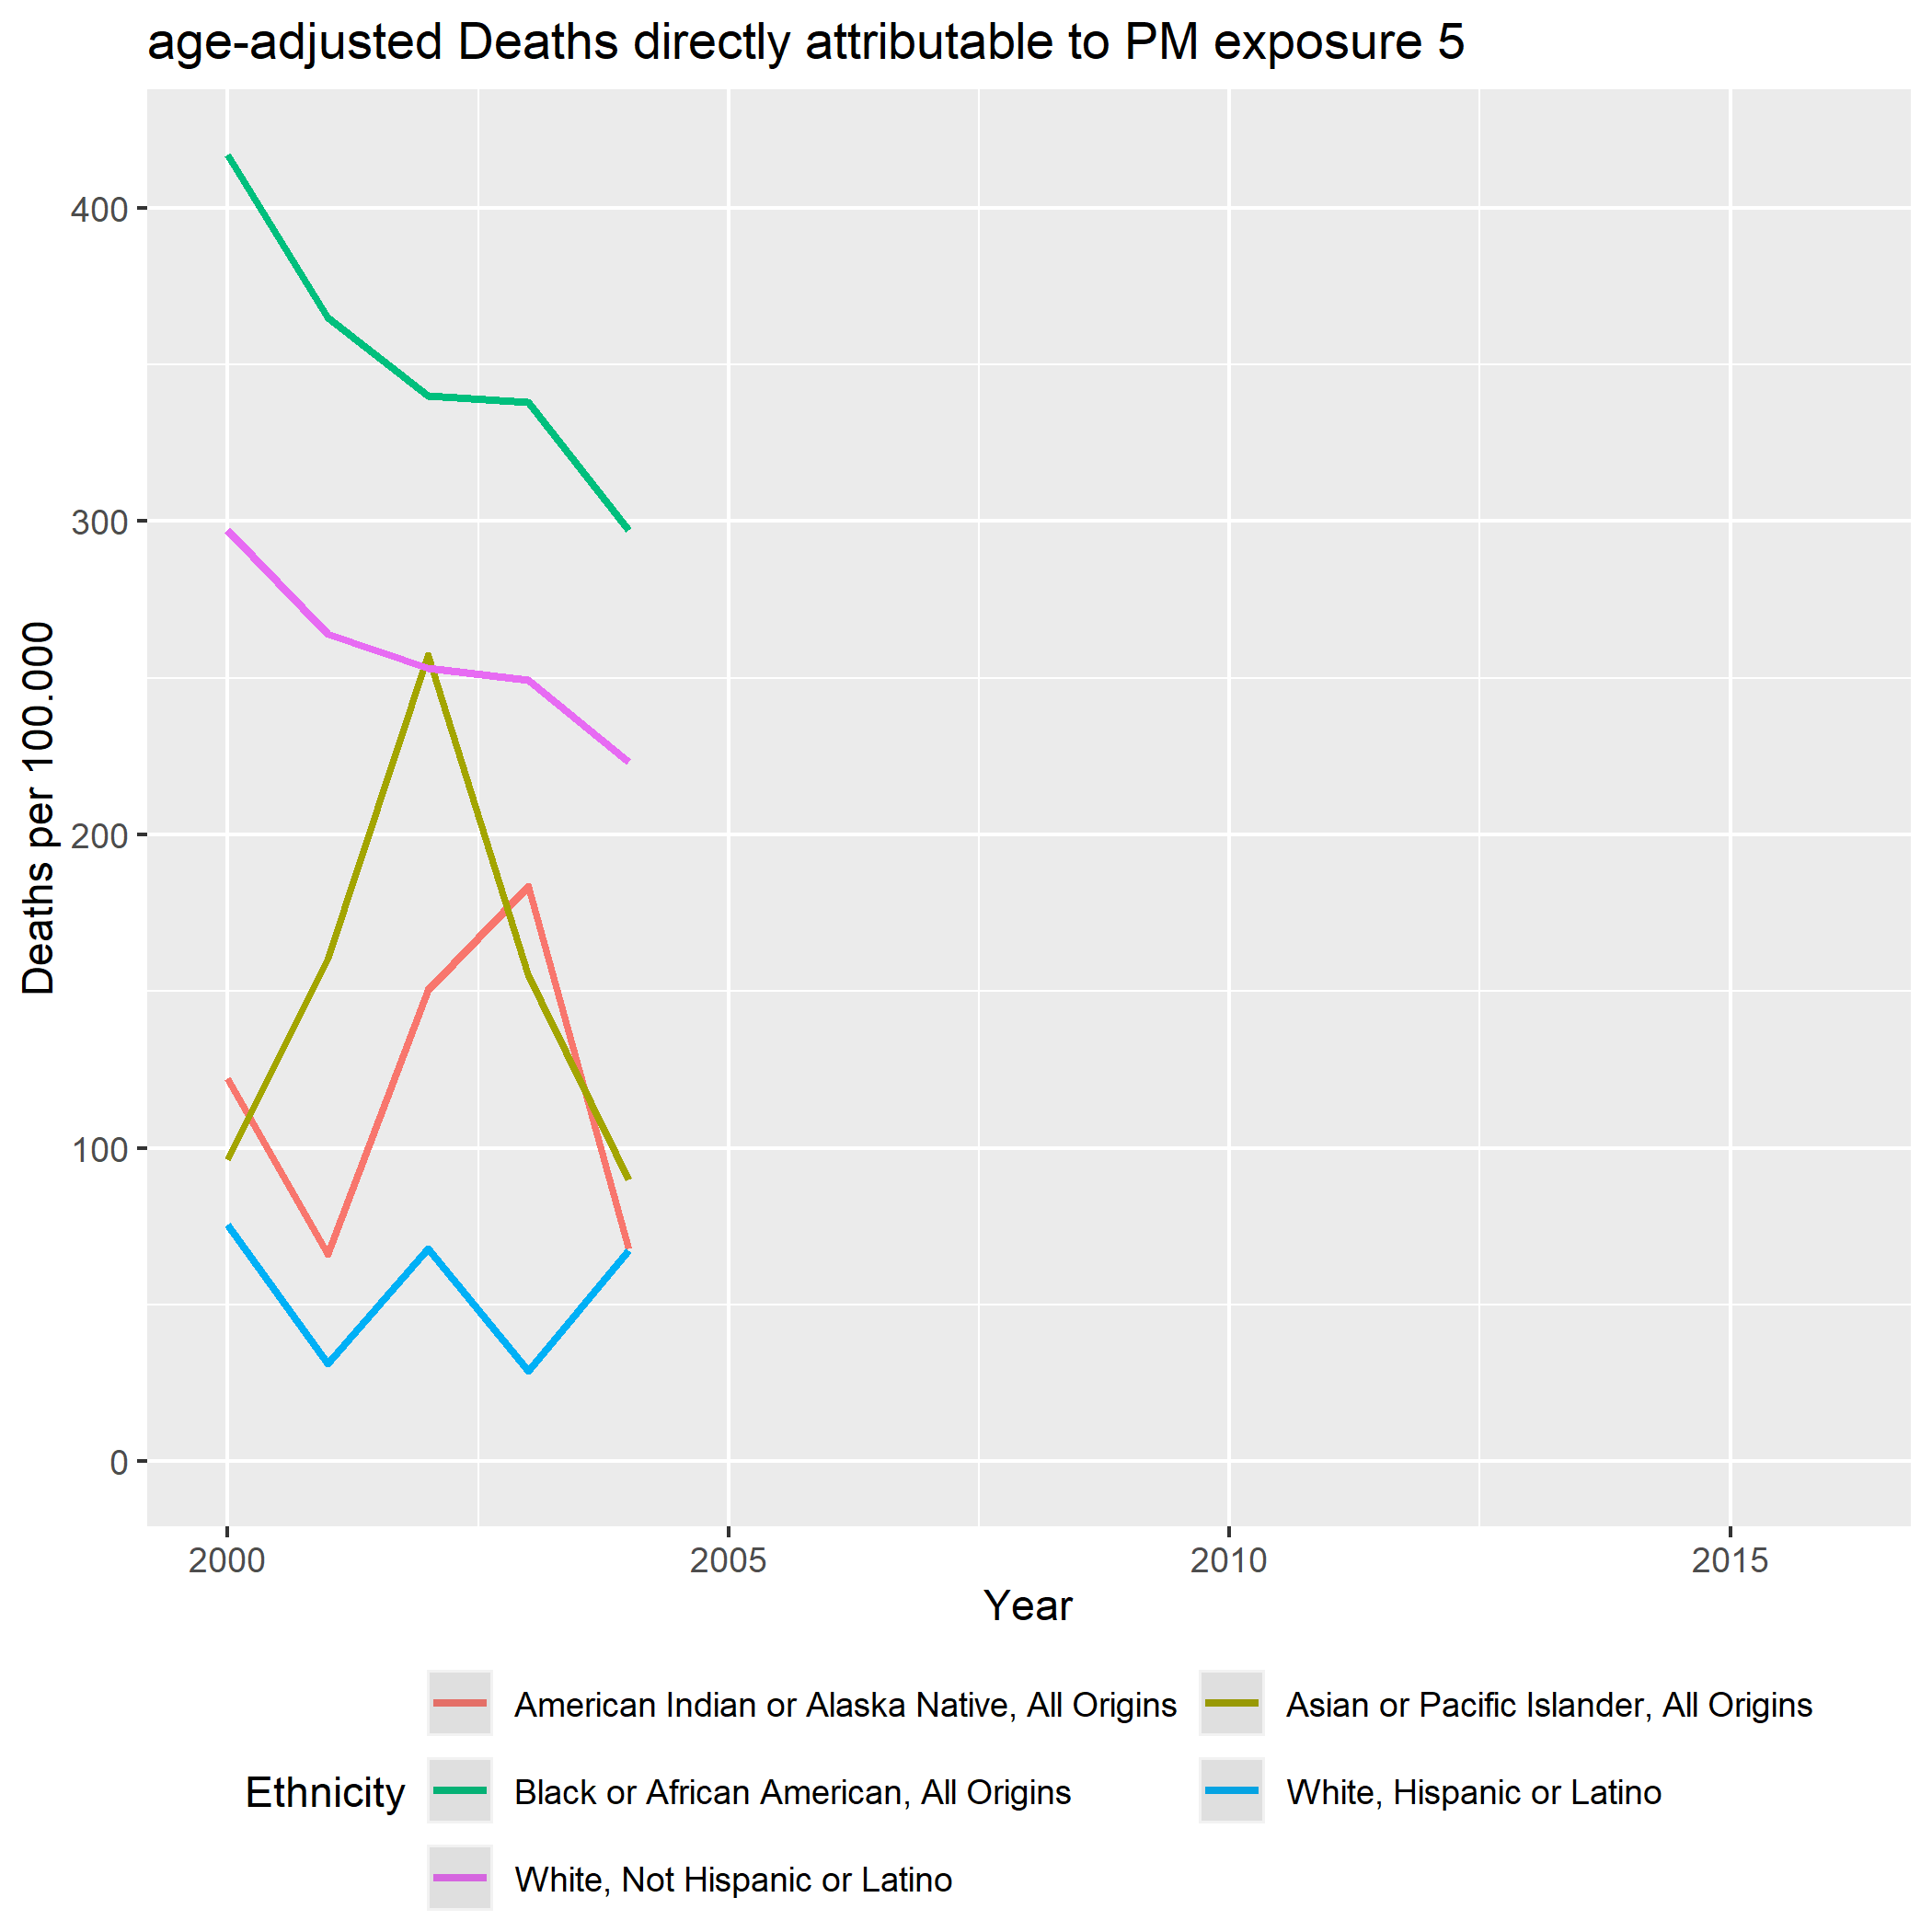 age-adjusted Deaths directly attributable to PM exposure 5
Deaths per 100.000
400
300
200
100
0
2000
2005
2010
2015
Year
Ethnicity
American Indian or Alaska Native, All Origins
Asian or Pacific Islander, All Origins
Black or African American, All Origins
White, Hispanic or Latino
White, Not Hispanic or Latino